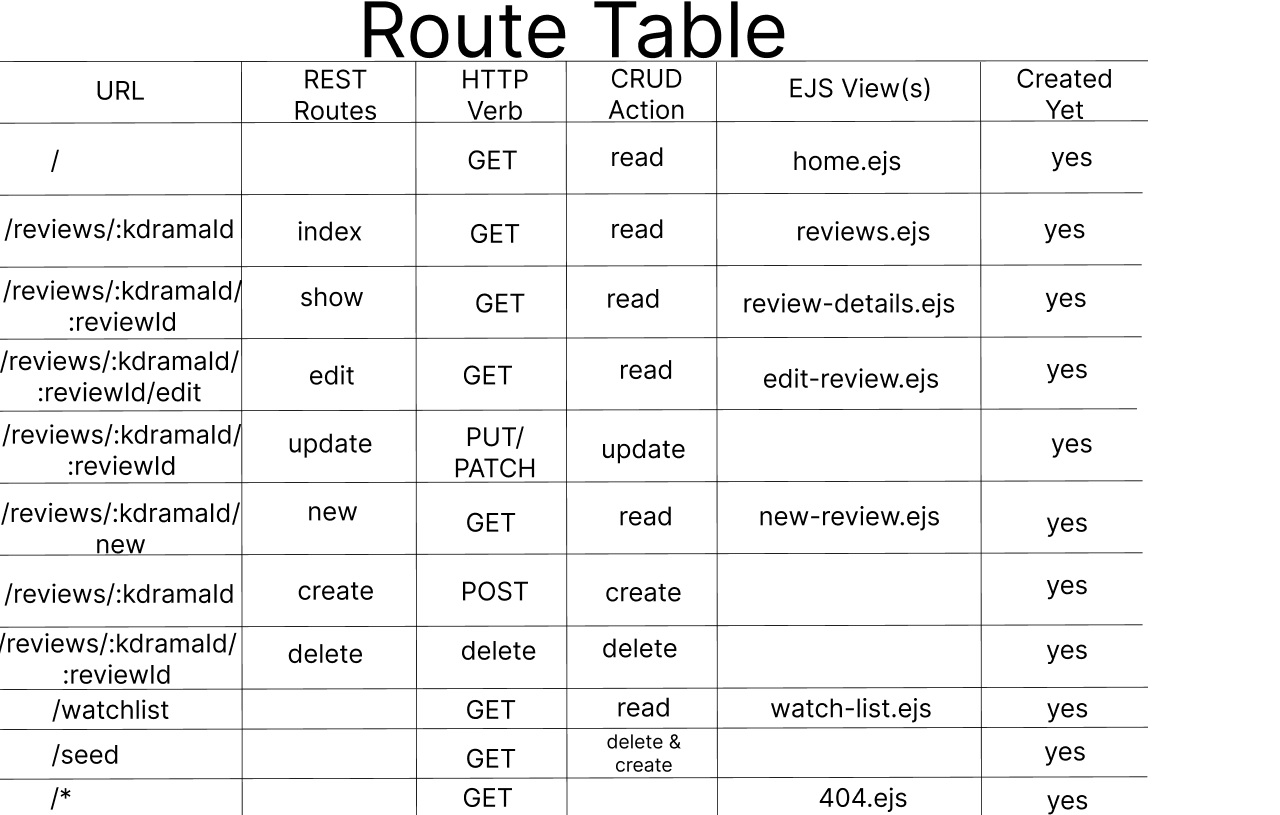 Route Table
URL REST Routes HTTP Verb CRUD Action EJS View(s) Created Yet
/ GET read home.ejs yes
/reviews/:kdramaId index GET read reviews.ejs yes
/reviews/:kdramaId/ :reviewId show GET read review-details.ejs yes
/reviews/:kdramaId/ :reviewId/edit edit GET read edit-review.ejs yes
/reviews/:kdramaId/ :reviewId update PUT/ PATCH update yes
/reviews/:kdramaId/ new new GET read new-review.ejs yes
/reviews/:kdramaId create POST create yes
/reviews/:kdramaId/ :reviewId delete delete delete yes
/watchlist GET read watch-list.ejs yes
/seed GET delete & create yes
/* GET 404.ejs yes